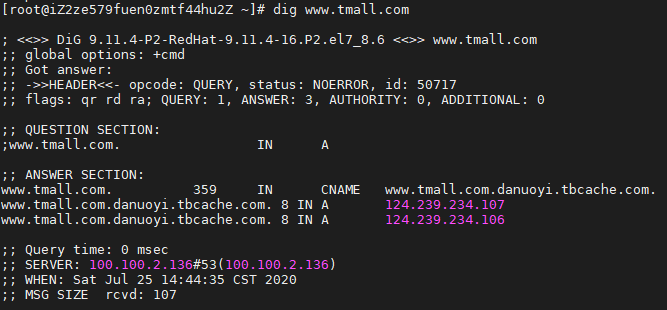 [root@iZ2ze579fuen0zmtf44hu2Z ~]# dig www.tmall.com
; <<>> DiG 9.11.4-P2-RedHat-9.11.4-16.P2.el7_8.6 <<>> www.tmall.com
;; global options: +cmd
;; Got answer:
;; ->>HEADER<<- opcode: QUERY, status: NOERROR, id: 50717
;; flags: qr rd ra; QUERY: 1, ANSWER: 3, AUTHORITY: 0, ADDITIONAL: 0
;; QUESTION SECTION:
;www.tmall.com. IN A
;; ANSWER SECTION:
www.tmall.com. 359 IN CNAME www.tmall.com.danuoyi.tbcache.com.
www.tmall.com.danuoyi.tbcache.com. 8 IN A 124.239.234.107
www.tmall.com.danuoyi.tbcache.com. 8 IN A 124.239.234.106
;; Query time: 0 msec
;; SERVER: 100.100.2.136#53(100.100.2.136)
;; WHEN: Sat Jul 25 14:44:35 CST 2020
;; MSG SIZE rcvd: 107